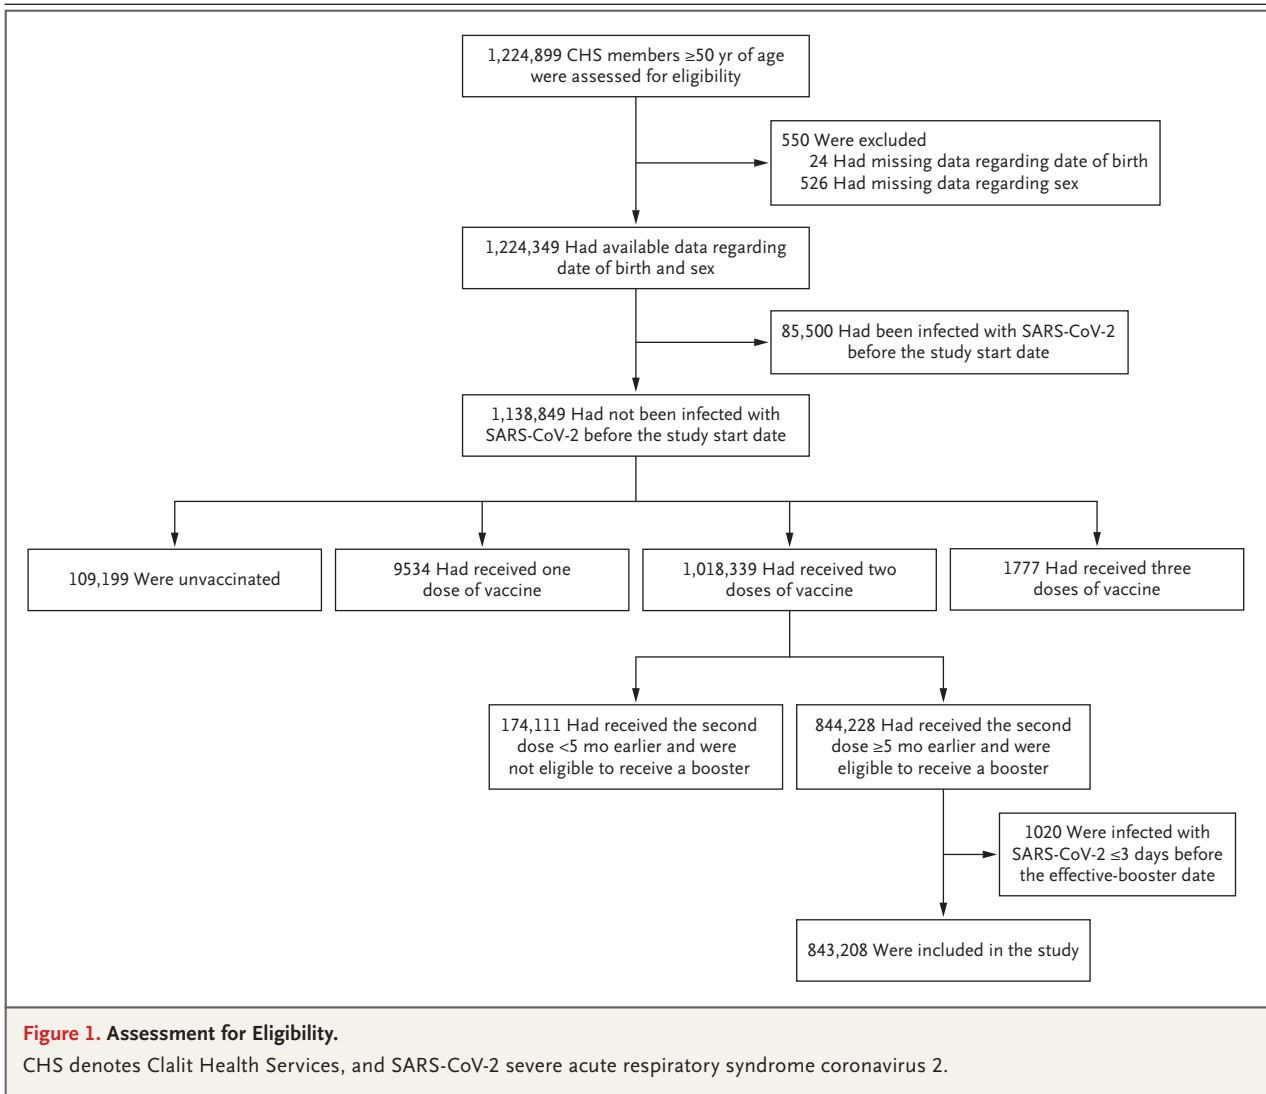 1,224,899 CHS members ≥50 yr of age
were assessed for eligibility
550 Were excluded
24 Had missing data regarding date of birth
526 Had missing data regarding sex
1,224,349 Had available data regarding
date of birth and sex
85,500 Had been infected with SARS-CoV-2
before the study start date
1,138,849 Had not been infected with
SARS-CoV-2 before the study start date
109,199 Were unvaccinated
9534 Had received one
dose of vaccine
1,018,339 Had received two
doses of vaccine
1777 Had received three
doses of vaccine
174,111 Had received the second
dose <5 mo earlier and were
not eligible to receive a booster
844,228 Had received the second
dose ≥5 mo earlier and were
eligible to receive a booster
1020 Were infected with
SARS-CoV-2 ≤3 days before
the effective-booster date
843,208 Were included in the study
Figure 1. Assessment for Eligibility.
CHS denotes Clalit Health Services, and SARS-CoV-2 severe acute respiratory syndrome coronavirus 2.